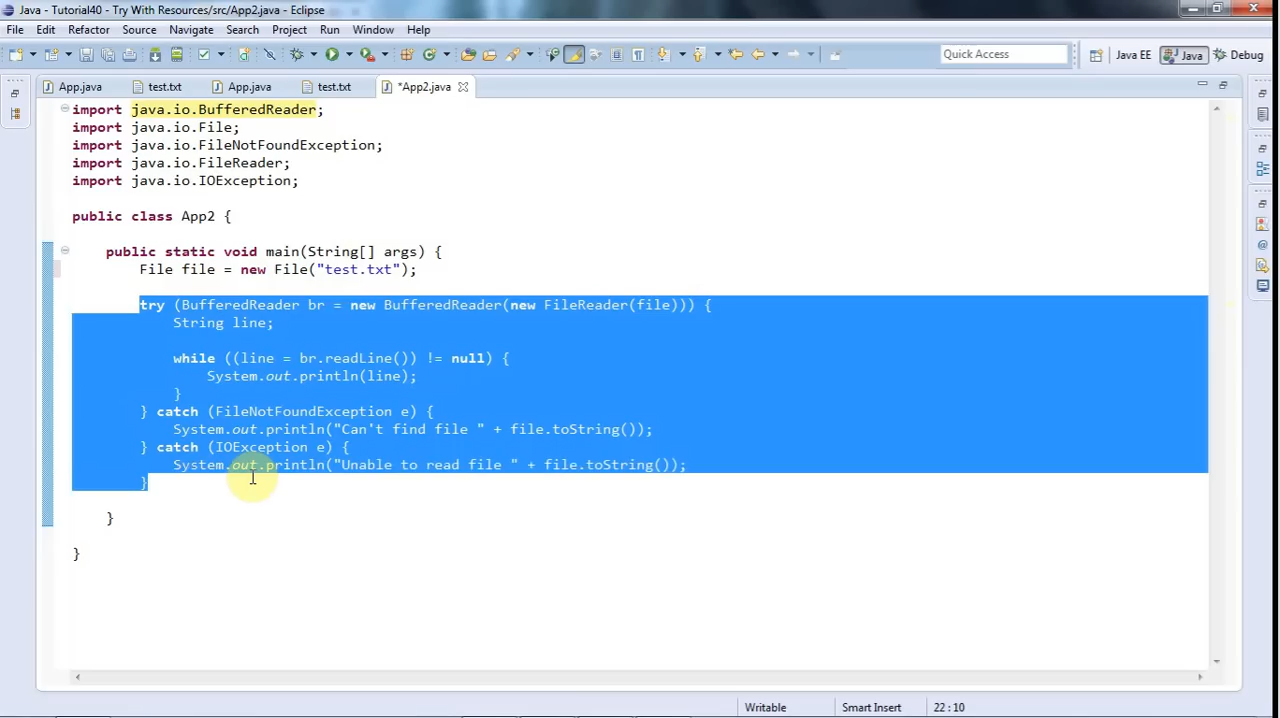 Java - Tutorial40 - Try With Resources/src/App2.java - Eclipse
File Edit Refactor Source Navigate Search Project Run Window Help
Quick Access Java EE Java Debug
App.java test.txt App.java test.txt *App2.java
import java.io.BufferedReader;
import java.io.File;
import java.io.FileNotFoundException;
import java.io.FileReader;
import java.io.IOException;
public class App2 {
public static void main(String[] args) {
File file = new File("test.txt");
try (BufferedReader br = new BufferedReader(new FileReader(file))) {
String line;
while ((line = br.readLine()) != null) {
System.out.println(line);
}
} catch (FileNotFoundException e) {
System.out.println("Can't find file " + file.toString());
} catch (IOException e) {
System.out.println("Unable to read file " + file.toString());
}
}
}
Writable Smart Insert 22 : 10